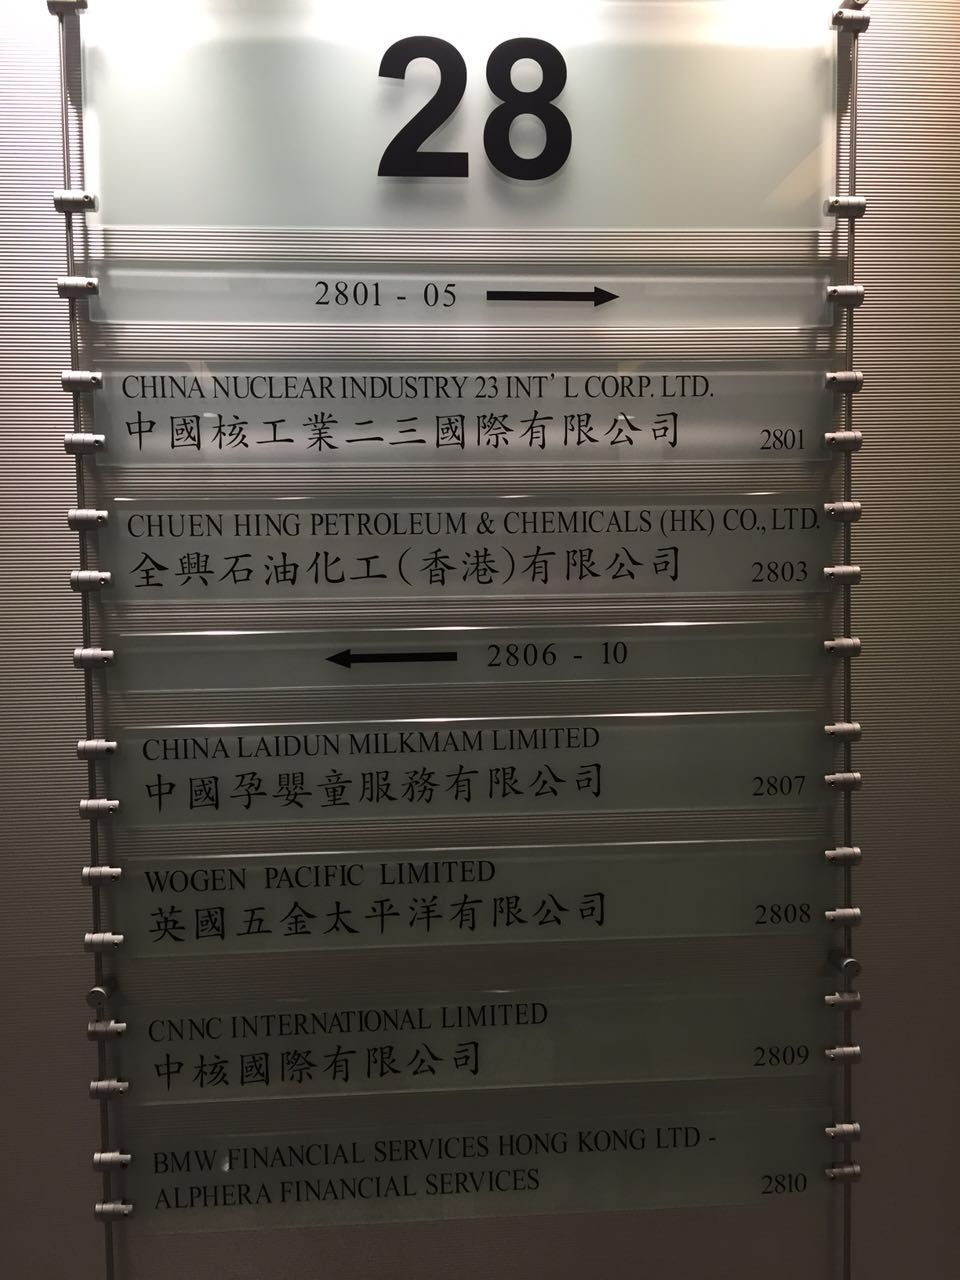 28
2801 - 05
CHINA NUCLEAR INDUSTRY 23 INT'L CORP. LTD.
中國核工業二三國際有限公司 2801
CHUEN HING PETROLEUM & CHEMICALS (HK) CO., LTD.
全興石油化工(香港)有限公司 2803
2806 - 10
CHINA LAIDUN MILKMAM LIMITED
中國孕嬰童服務有限公司 2807
WOGEN PACIFIC LIMITED
英國五金太平洋有限公司 2808
CNNC INTERNATIONAL LIMITED
中核國際有限公司 2809
BMW FINANCIAL SERVICES HONG KONG LTD -
ALPHERA FINANCIAL SERVICES 2810